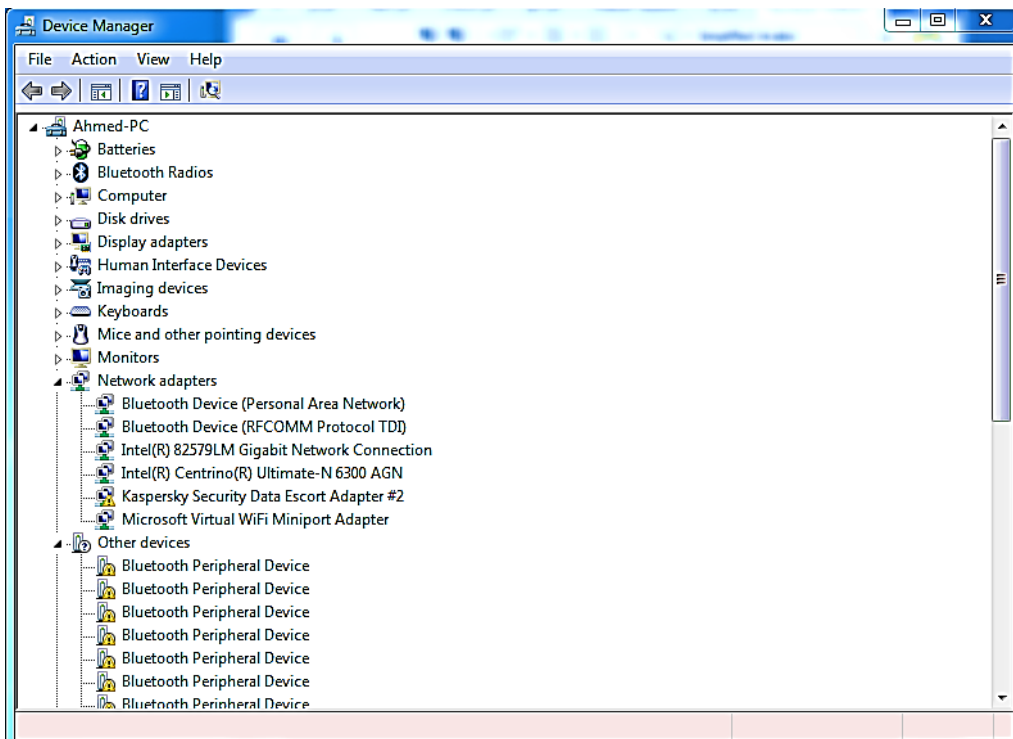 Device Manager
File Action View Help
Ahmed-PC
Batteries
Bluetooth Radios
Computer
Disk drives
Display adapters
Human Interface Devices
Imaging devices
Keyboards
Mice and other pointing devices
Monitors
Network adapters
Bluetooth Device (Personal Area Network)
Bluetooth Device (RFCOMM Protocol TDI)
Intel(R) 82579LM Gigabit Network Connection
Intel(R) Centrino(R) Ultimate-N 6300 AGN
Kaspersky Security Data Escort Adapter #2
Microsoft Virtual WiFi Miniport Adapter
Other devices
Bluetooth Peripheral Device
Bluetooth Peripheral Device
Bluetooth Peripheral Device
Bluetooth Peripheral Device
Bluetooth Peripheral Device
Bluetooth Peripheral Device
Bluetooth Peripheral Device